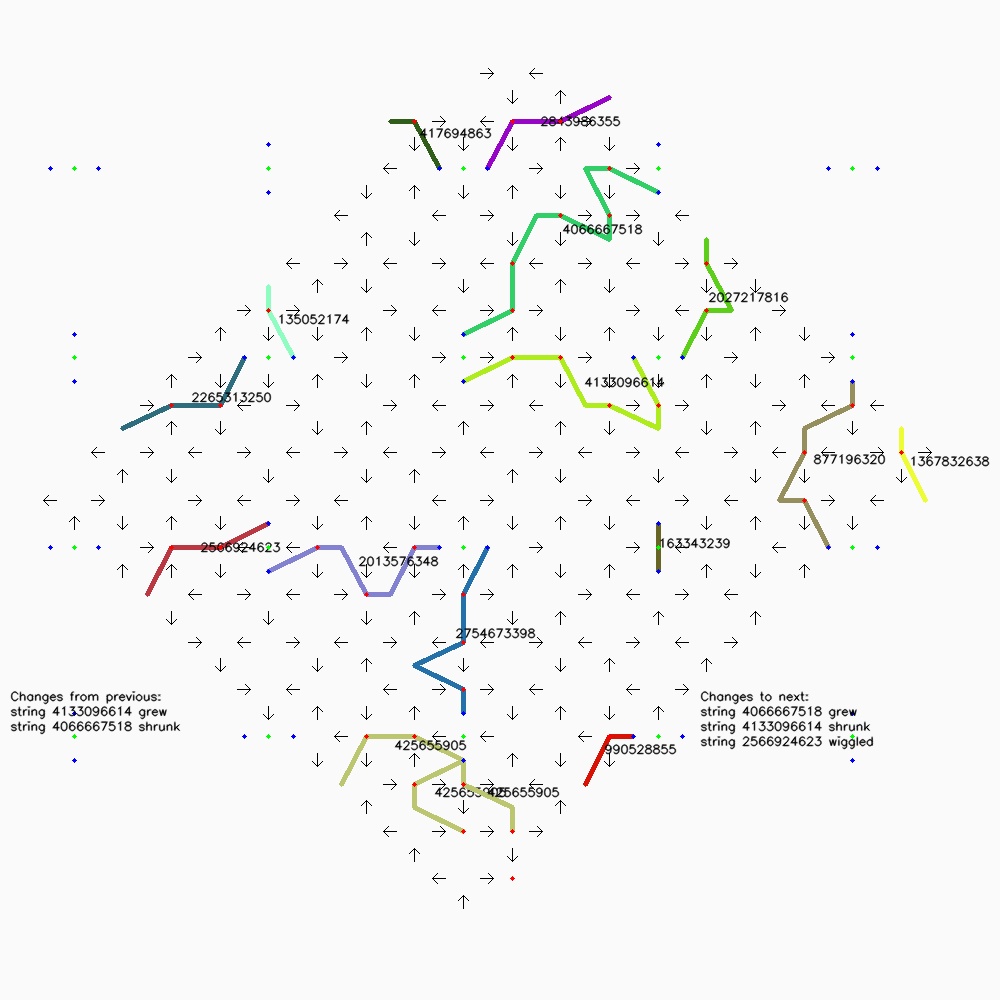 417694863
2843986355
4066667518
2027217816
135052174
4133096614
2265313250
877196320
1367832638
2566924623
2013576348
163343239
2754673398
Changes from previous:
string 4133096614 grew
string 4066667518 shrunk
Changes to next:
string 4066667518 grew
string 4133096614 shrunk
string 2566924623 wiggled
425655905
990528855
425655905
425655905